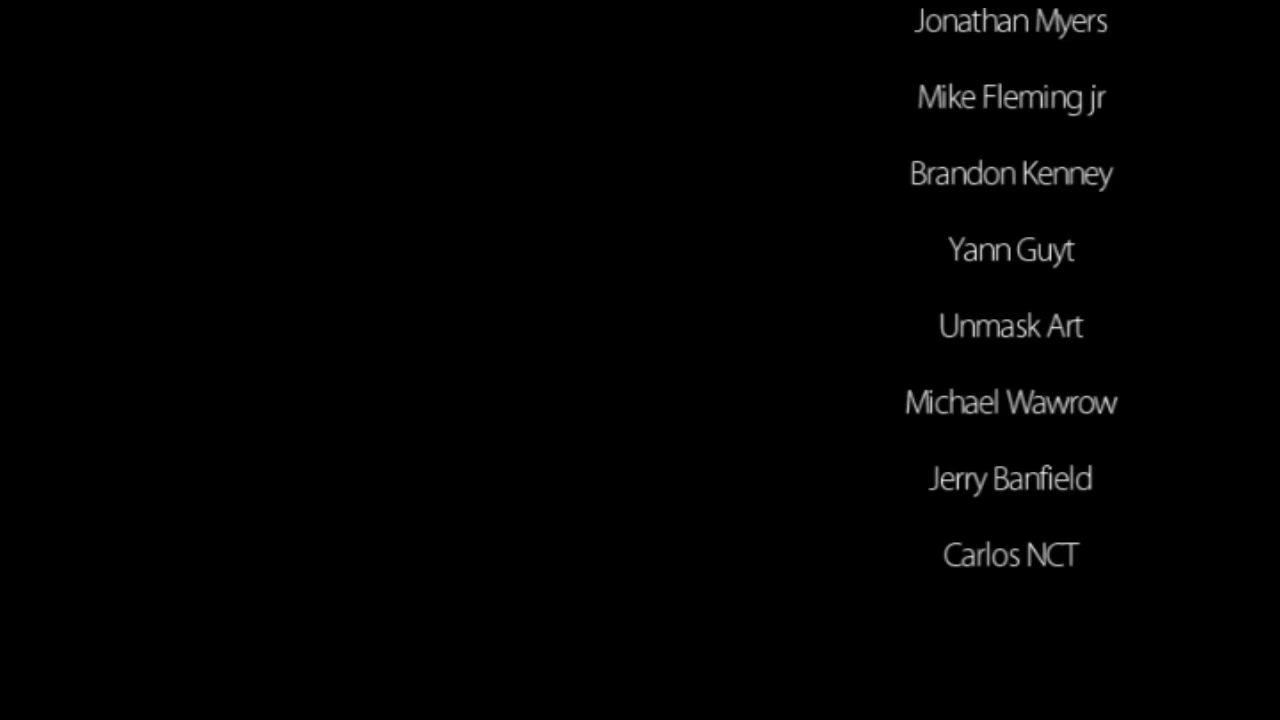 Jonathan Myers
Mike Fleming jr
Brandon Kenney
Yann Guyt
Unmask Art
Michael Wawrow
Jerry Banfield
Carlos NCT